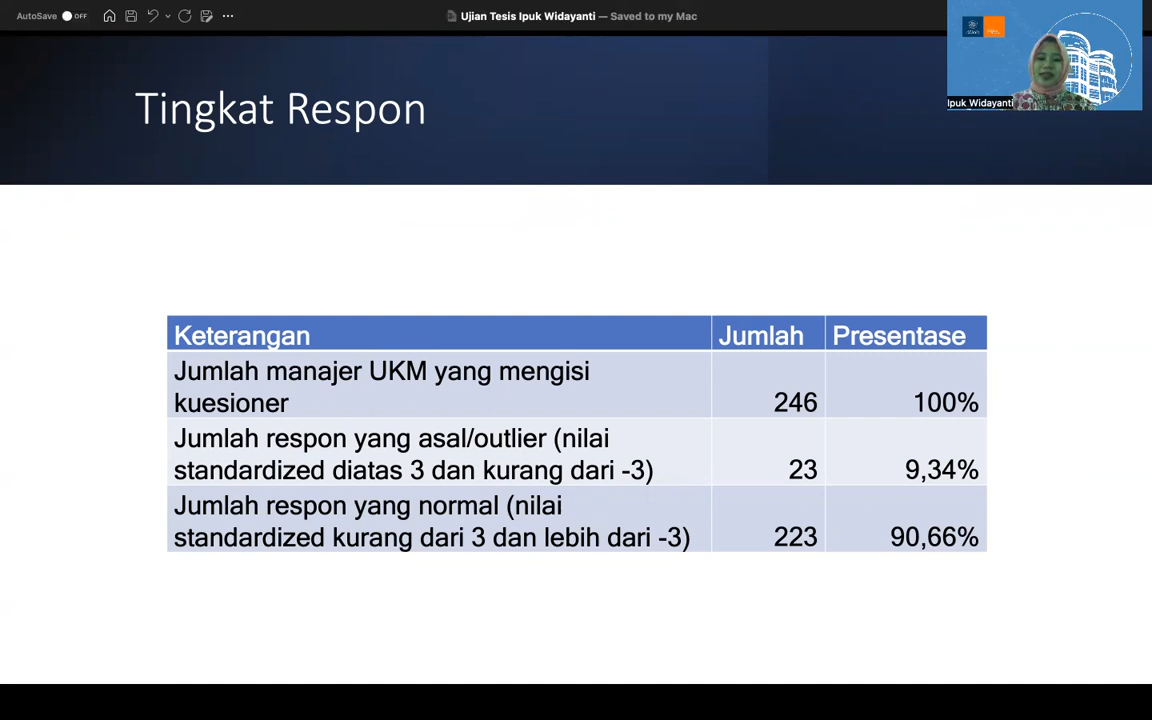 AutoSave OFF
Ujian Tesis Ipuk Widayanti — Saved to my Mac
Ipuk Widayanti
Tingkat Respon
Keterangan Jumlah Presentase
Jumlah manajer UKM yang mengisi
kuesioner 246 100%
Jumlah respon yang asal/outlier (nilai
standardized diatas 3 dan kurang dari -3) 23 9,34%
Jumlah respon yang normal (nilai
standardized kurang dari 3 dan lebih dari -3) 223 90,66%